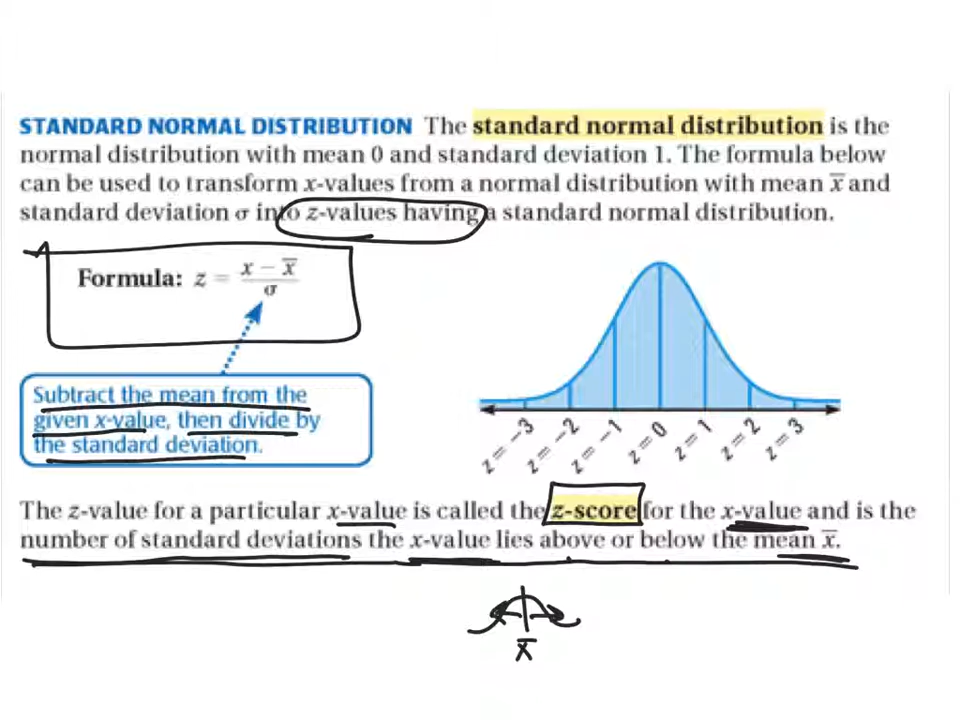 STANDARD NORMAL DISTRIBUTION The standard normal distribution is the
normal distribution with mean 0 and standard deviation 1. The formula below
can be used to transform x-values from a normal distribution with mean x̅ and
standard deviation σ into z-values having a standard normal distribution.
Formula: z = (x − x̅)/σ
Subtract the mean from the
given x-value, then divide by
the standard deviation.
z = −3 z = −2 z = −1 z = 0 z = 1 z = 2 z = 3
The z-value for a particular x-value is called the z-score for the x-value and is the
number of standard deviations the x-value lies above or below the mean x̅.
x̅